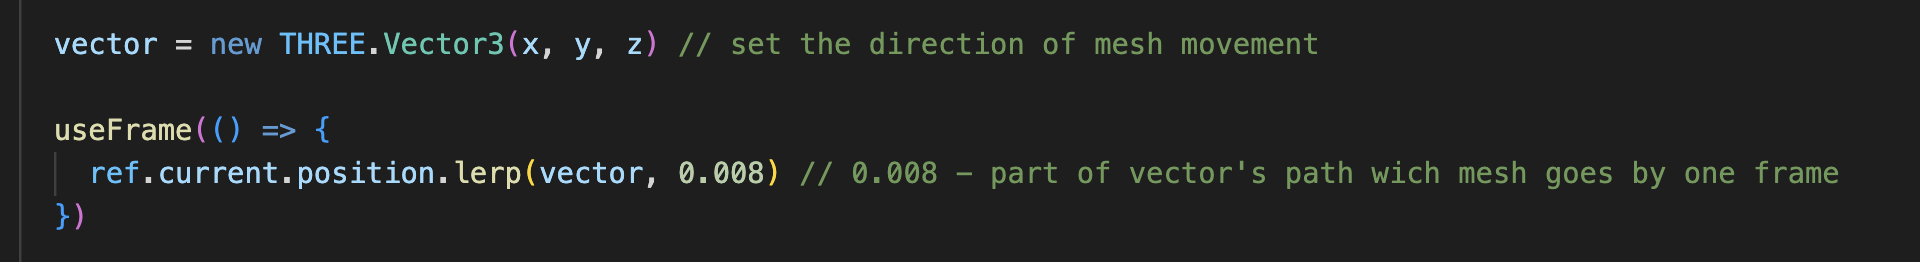 vector = new THREE.Vector3(x, y, z) // set the direction of mesh movement
useFrame(() => {
ref.current.position.lerp(vector, 0.008) // 0.008 – part of vector's path wich mesh goes by one frame
})